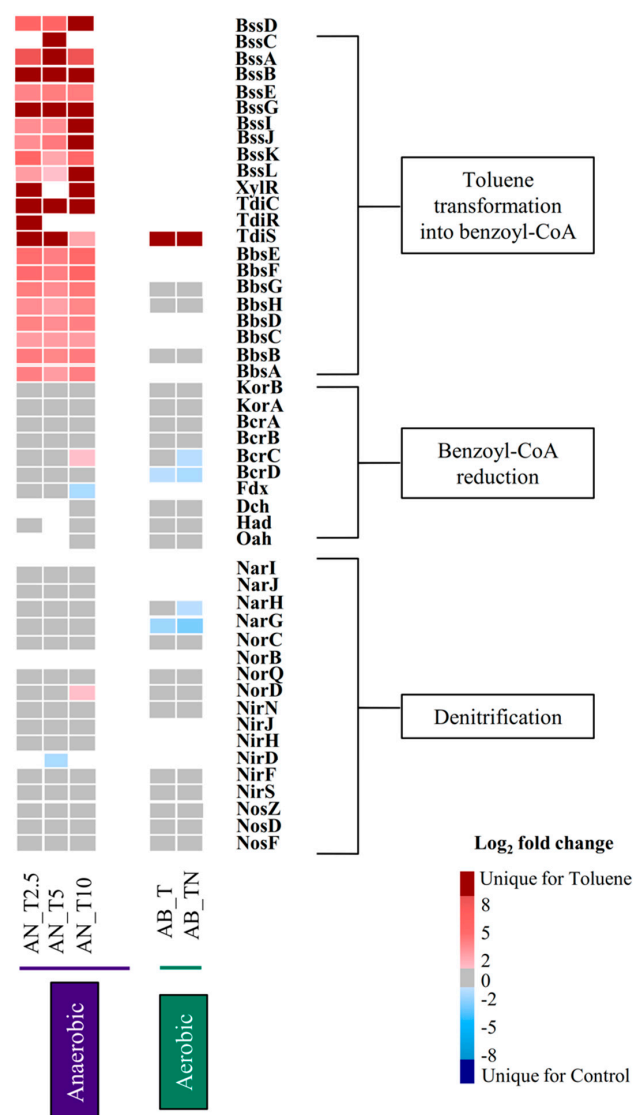 BssD
BssC
BssA
BssB
BssE
BssG
BssI
BssJ
BssK
BssL
XylR
TdiC
TdiR
TdiS
BbsE
BbsF
BbsG
BbsH
BbsD
BbsC
BbsB
BbsA
KorB
KorA
BcrA
BcrB
BcrC
BcrD
Fdx
Dch
Had
Oah
NarI
NarJ
NarH
NarG
NorC
NorB
NorQ
NorD
NirN
NirJ
NirH
NirD
NirF
NirS
NosZ
NosD
NosF
Toluene
transformation
into benzoyl-CoA
Benzoyl-CoA
reduction
Denitrification
AN_T2.5
AN_T5
AN_T10
AB_T
AB_TN
Anaerobic
Aerobic
Log₂ fold change
Unique for Toluene
8
5
2
0
-2
-5
-8
Unique for Control